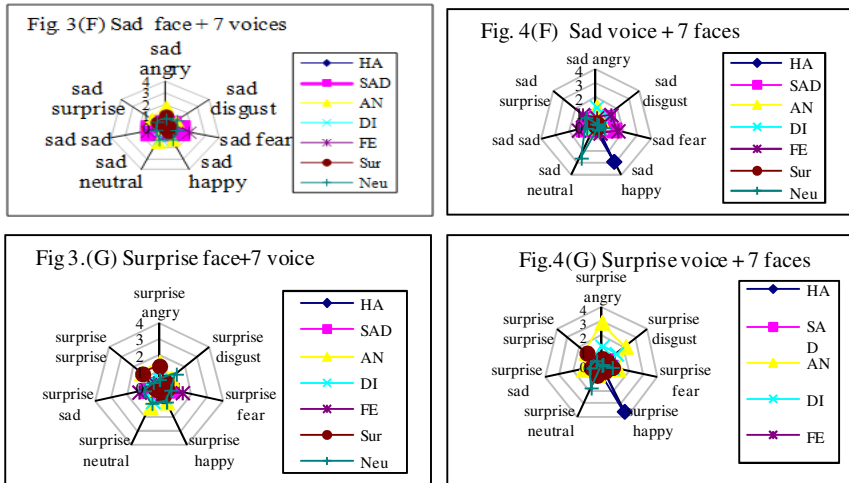 Fig. 3(F) Sad face + 7 voices
sad
angry
sad
disgust
sad fear
sad
happy
sad
neutral
sad sad
sad
surprise
4
3
2
1
HA
SAD
AN
DI
FE
Sur
Neu
Fig. 4(F) Sad voice + 7 faces
sad angry
sad
disgust
sad fear
sad
happy
sad
neutral
sad sad
sad
surprise
4
3
2
HA
SAD
AN
DI
FE
Sur
Neu
Fig 3.(G) Surprise face+7 voice
surprise
angry
surprise
disgust
surprise
fear
surprise
happy
surprise
neutral
surprise
sad
surprise
surprise
4
3
2
HA
SAD
AN
DI
FE
Sur
Neu
Fig.4(G) Surprise voice + 7 faces
surprise
angry
surprise
disgust
surprise
fear
surprise
happy
surprise
neutral
surprise
sad
surprise
surprise
4
3
2
HA
SA
D
AN
DI
FE